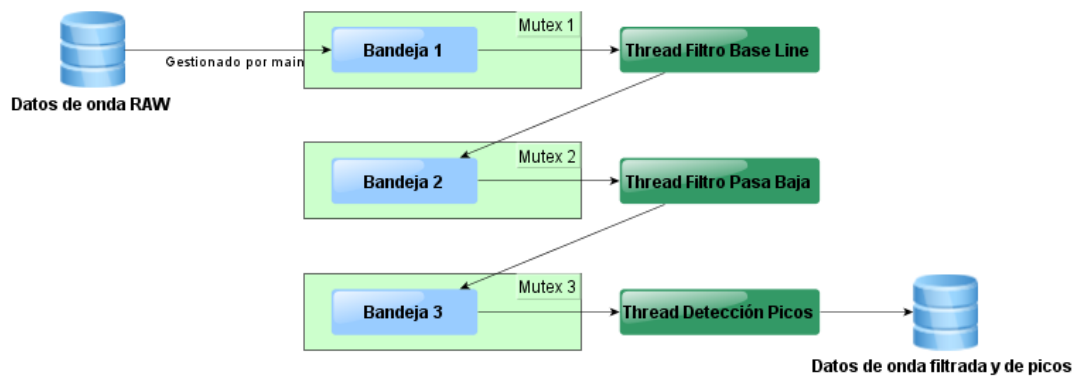 Mutex 1
Bandeja 1
Thread Filtro Base Line
Gestionado por main
Datos de onda RAW
Mutex 2
Bandeja 2
Thread Filtro Pasa Baja
Mutex 3
Bandeja 3
Thread Detección Picos
Datos de onda filtrada y de picos